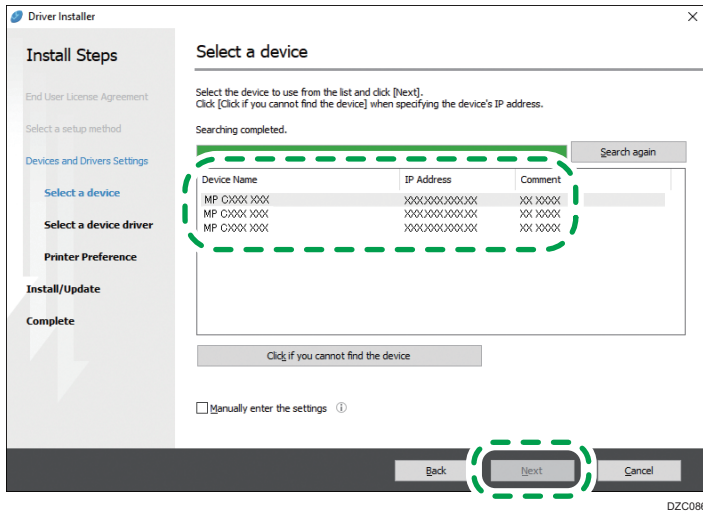 Driver Installer
Install Steps
End User License Agreement
Select a setup method
Devices and Drivers Settings
Select a device
Select a device driver
Printer Preference
Install/Update
Complete
Select a device
Select the device to use from the list and click [Next].
Click [Click if you cannot find the device] when specifying the device's IP address.
Searching completed.
Search again
Device Name IP Address Comment
MP CXXX XXX XXX.XXX.XXX.XX XX XXXX
MP CXXX XXX XXX.XXX.XXX.XX XX XXXX
MP CXXX XXX XXX.XXX.XXX.XX XX XXXX
Click if you cannot find the device
Manually enter the settings
Back Next Cancel
DZC086